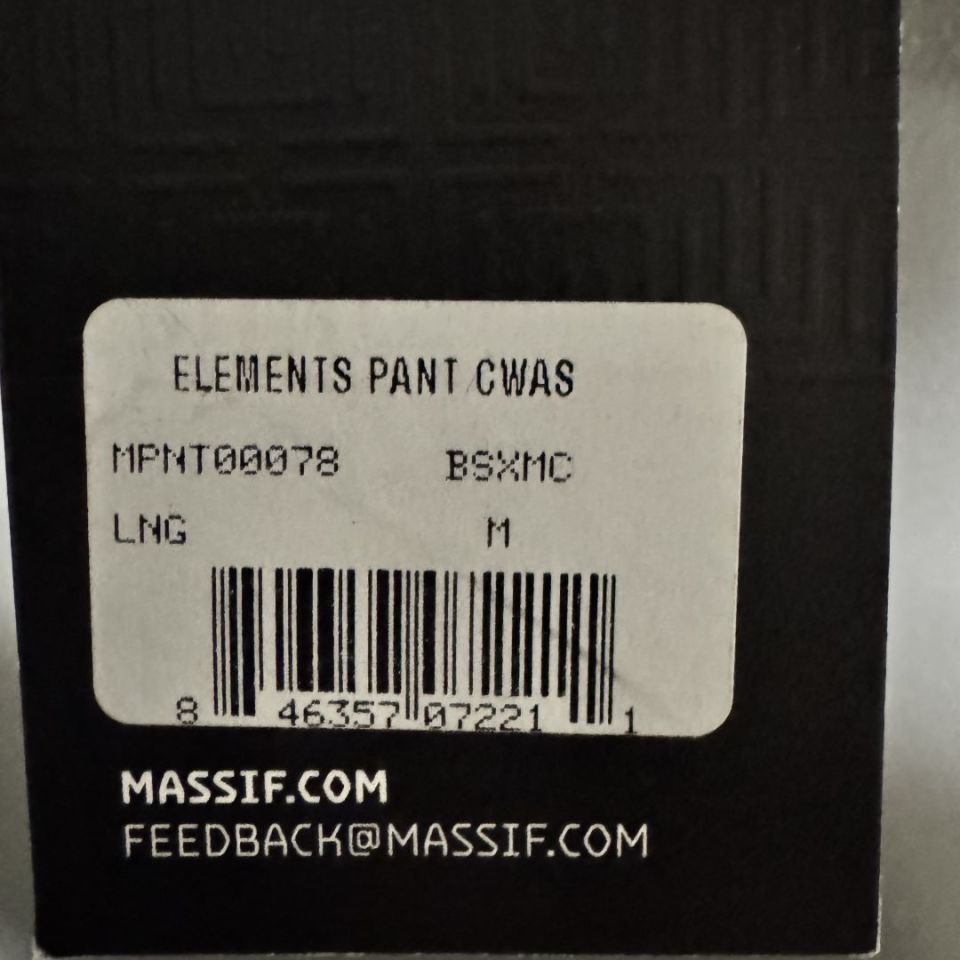 ELEMENTS PANT CWAS
MPNT00078 BSXMC
LNG M
8 46357 07221 1
MASSIF.COM
FEEDBACK@MASSIF.COM